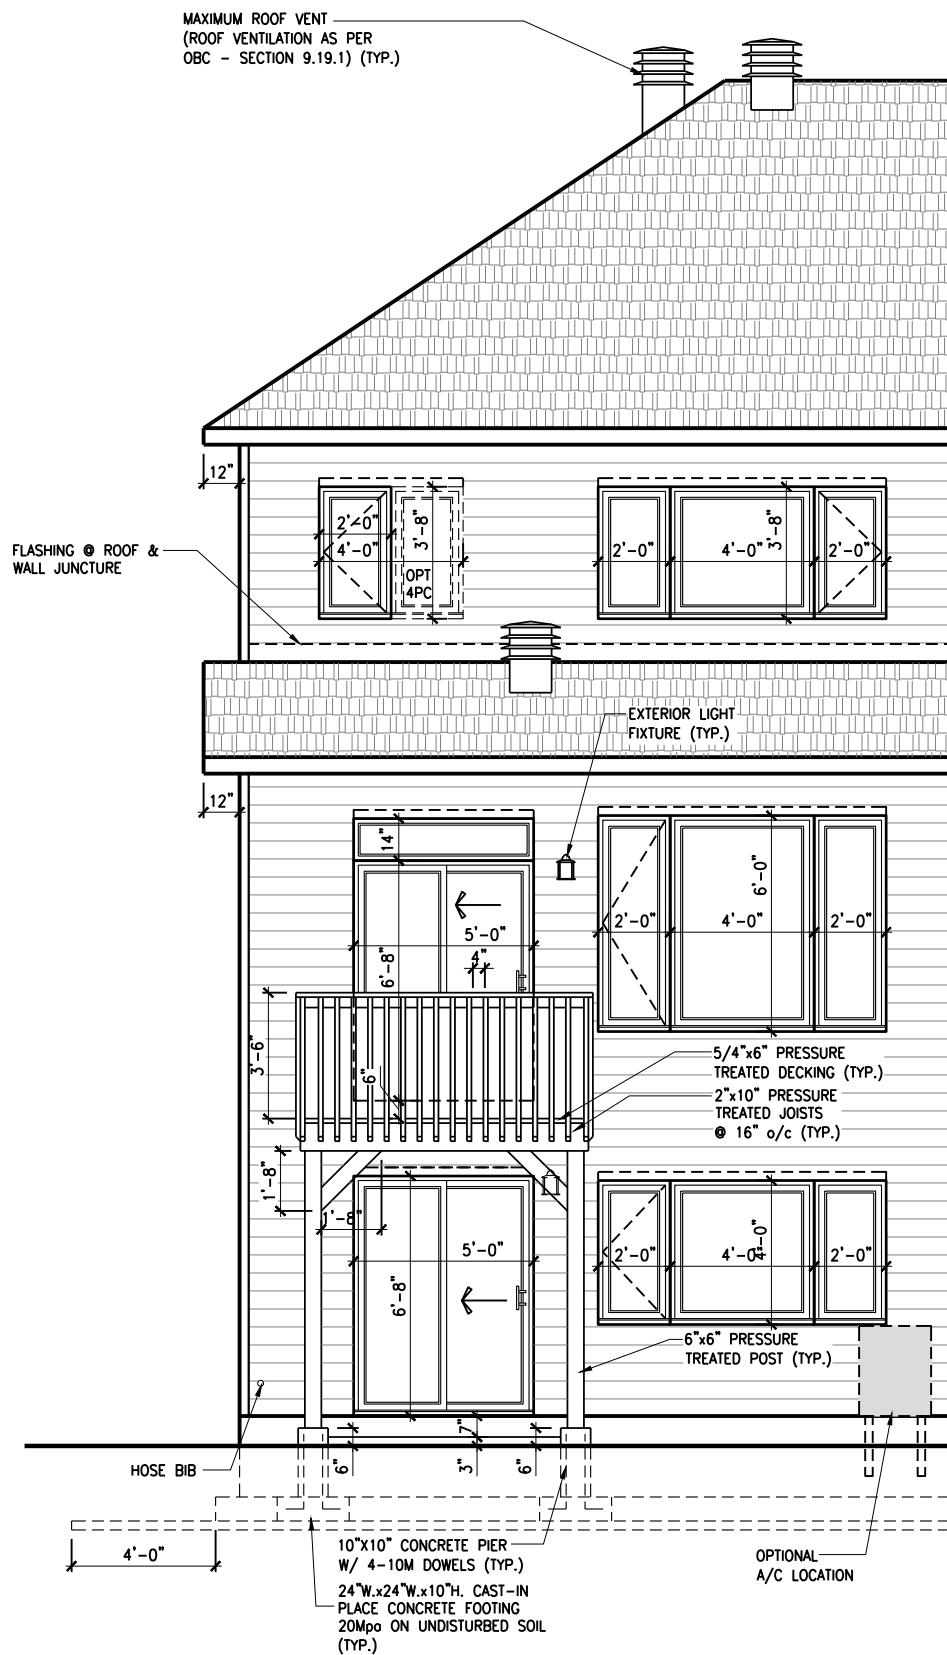 MAXIMUM ROOF VENT
(ROOF VENTILATION AS PER
OBC - SECTION 9.19.1) (TYP.)
12"
2'-0"
4'-0"
3'-8"
OPT
4PC
2'-0"
4'-0"
3'-8"
2'-0"
FLASHING @ ROOF &
WALL JUNCTURE
EXTERIOR LIGHT
FIXTURE (TYP.)
12"
14"
6'-8"
5'-0"
4"
6'-0"
2'-0"
4'-0"
2'-0"
3'-6"
6"
5/4"x6" PRESSURE
TREATED DECKING (TYP.)
2"x10" PRESSURE
TREATED JOISTS
@ 16" o/c (TYP.)
1'-8"
1'-8"
5'-0"
6'-8"
2'-0"
4'-0"
4'-0"
2'-0"
6"x6" PRESSURE
TREATED POST (TYP.)
7"
HOSE BIB
6"
3"
6"
4'-0"
10"X10" CONCRETE PIER
W/ 4-10M DOWELS (TYP.)
OPTIONAL
A/C LOCATION
24"W.x24"W.x10"H. CAST-IN
PLACE CONCRETE FOOTING
20Mpa ON UNDISTURBED SOIL
(TYP.)